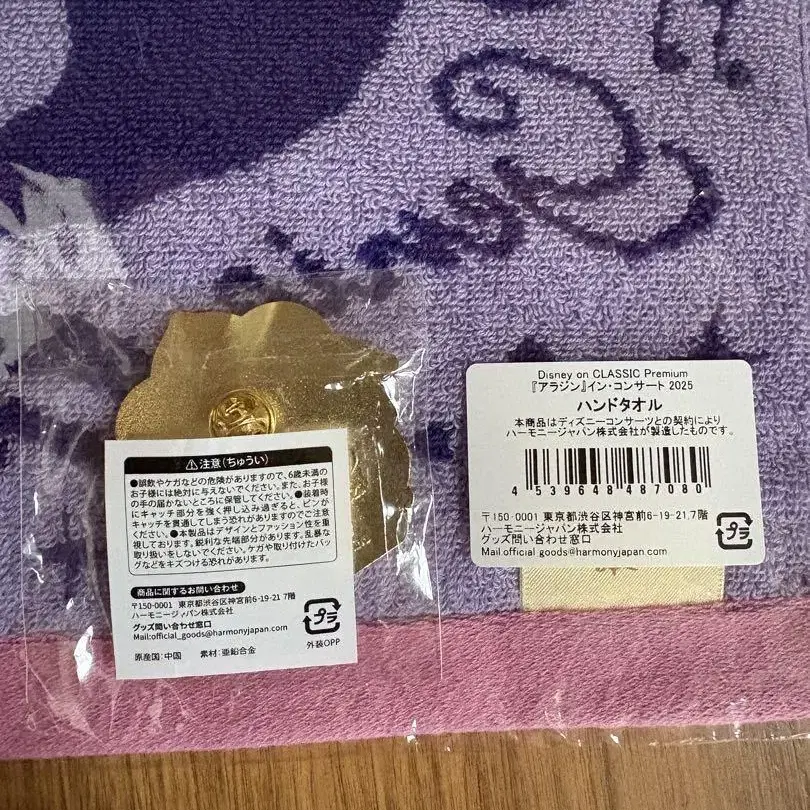 ⚠注意(ちゅうい)
●誤飲やケガなどの危険がありますので、6歳未満の
お子様には絶対に与えないでください。また、お子様
の手の届かないところに保管してください。●装着時
にキャッチ部分を強く押し込み過ぎると、ピンが
キャッチを貫通してしまう恐れがありますのでご注意
ください。●本製品はデザインとファッション性を重
視しております。鋭利な先端部分があります。乱暴な
取り扱いをしないでください。ケガや取り付けたバッ
グなどをキズつける恐れがあります。
商品に関するお問い合わせ
〒150-0001 東京都渋谷区神宮前6-19-21 7階
ハーモニージャパン株式会社
グッズ問い合わせ窓口
Mail:official_goods@harmonyjapan.com
プラ
外装OPP
原産国:中国 素材:亜鉛合金
Disney on CLASSIC Premium
『アラジン』イン・コンサート 2025
ハンドタオル
本商品はディズニーコンサーツとの契約により
ハーモニージャパン株式会社が製造したものです。
4 539648 487080
〒150-0001 東京都渋谷区神宮前6-19-21,7階
ハーモニージャパン株式会社
グッズ問い合わせ窓口
Mail official goods@harmonyjapan.com
プラ